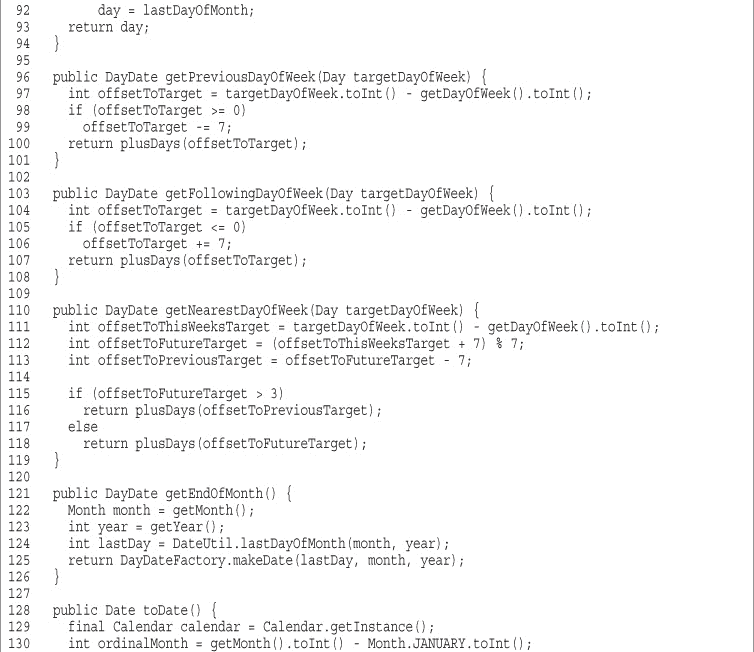 92         day = lastDayOfMonth;
93     return day;
94   }
95
96   public DayDate getPreviousDayOfWeek(Day targetDayOfWeek) {
97     int offsetToTarget = targetDayOfWeek.toInt() - getDayOfWeek().toInt();
98     if (offsetToTarget >= 0)
99       offsetToTarget -= 7;
100     return plusDays(offsetToTarget);
101   }
102
103   public DayDate getFollowingDayOfWeek(Day targetDayOfWeek) {
104     int offsetToTarget = targetDayOfWeek.toInt() - getDayOfWeek().toInt();
105     if (offsetToTarget <= 0)
106       offsetToTarget += 7;
107     return plusDays(offsetToTarget);
108   }
109
110   public DayDate getNearestDayOfWeek(Day targetDayOfWeek) {
111     int offsetToThisWeeksTarget = targetDayOfWeek.toInt() - getDayOfWeek().toInt();
112     int offsetToFutureTarget = (offsetToThisWeeksTarget + 7) % 7;
113     int offsetToPreviousTarget = offsetToFutureTarget - 7;
114
115     if (offsetToFutureTarget > 3)
116       return plusDays(offsetToPreviousTarget);
117     else
118       return plusDays(offsetToFutureTarget);
119   }
120
121   public DayDate getEndOfMonth() {
122     Month month = getMonth();
123     int year = getYear();
124     int lastDay = DateUtil.lastDayOfMonth(month, year);
125     return DayDateFactory.makeDate(lastDay, month, year);
126   }
127
128   public Date toDate() {
129     final Calendar calendar = Calendar.getInstance();
130     int ordinalMonth = getMonth().toInt() - Month.JANUARY.toInt();